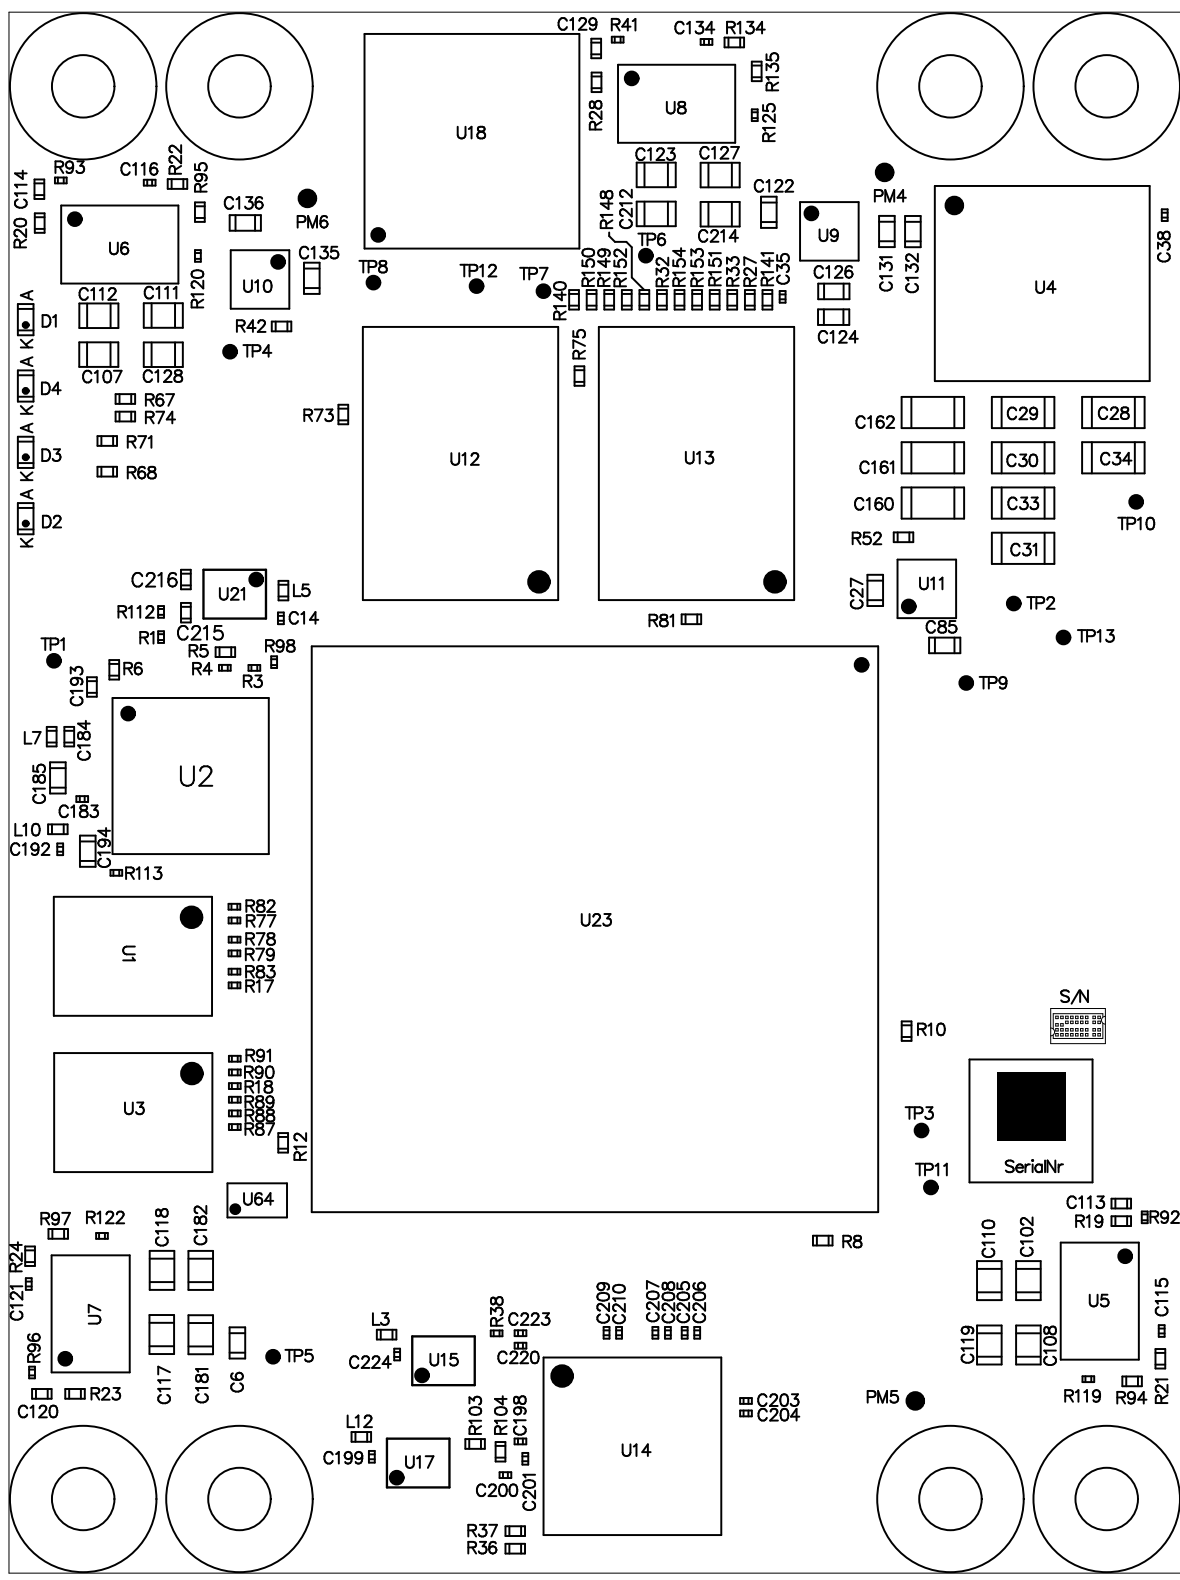 C129
R41
C134
R134
R135
R28
U8
R125
U18
R93
C116
R22
R95
C114
R20
U6
C136
PM6
C123
C127
C122
R148
C212
C214
TP6
PM4
U9
C131
C132
C38
U4
R120
U10
C135
TP8
TP12
TP7
R140
R150
R149
R152
R32
R154
R153
R151
R33
R27
R141
C35
C126
C124
C112
C111
R42
TP4
A
D1
K
C107
C128
A
D4
K
R67
R74
R71
R68
A
D3
K
A
D2
K
R73
R75
U12
U13
C162
C29
C28
C161
C30
C34
C160
C33
TP10
R52
C31
C216
U21
L5
R112
C14
C215
R1
R5
R4
R3
R98
R81
C27
U11
C85
TP2
TP13
TP9
TP1
R6
C193
L7
C184
C185
U2
C183
L10
C192
C194
R113
U1
R82
R77
R78
R79
R83
R17
U23
S/N
R10
SerialNr
U3
R91
R90
R18
R89
R88
R87
R12
TP3
TP11
U64
R97
R122
C118
C182
R24
C121
U7
R96
C120
R23
C117
C181
C6
TP5
R8
C113
R19
R92
C110
C102
U5
C115
C119
C108
R21
R119
R94
PM5
L3
C224
U15
R38
C223
C220
C209
C210
C207
C208
C205
C206
C203
C204
L12
C199
U17
R103
R104
C198
C200
C201
U14
R37
R36